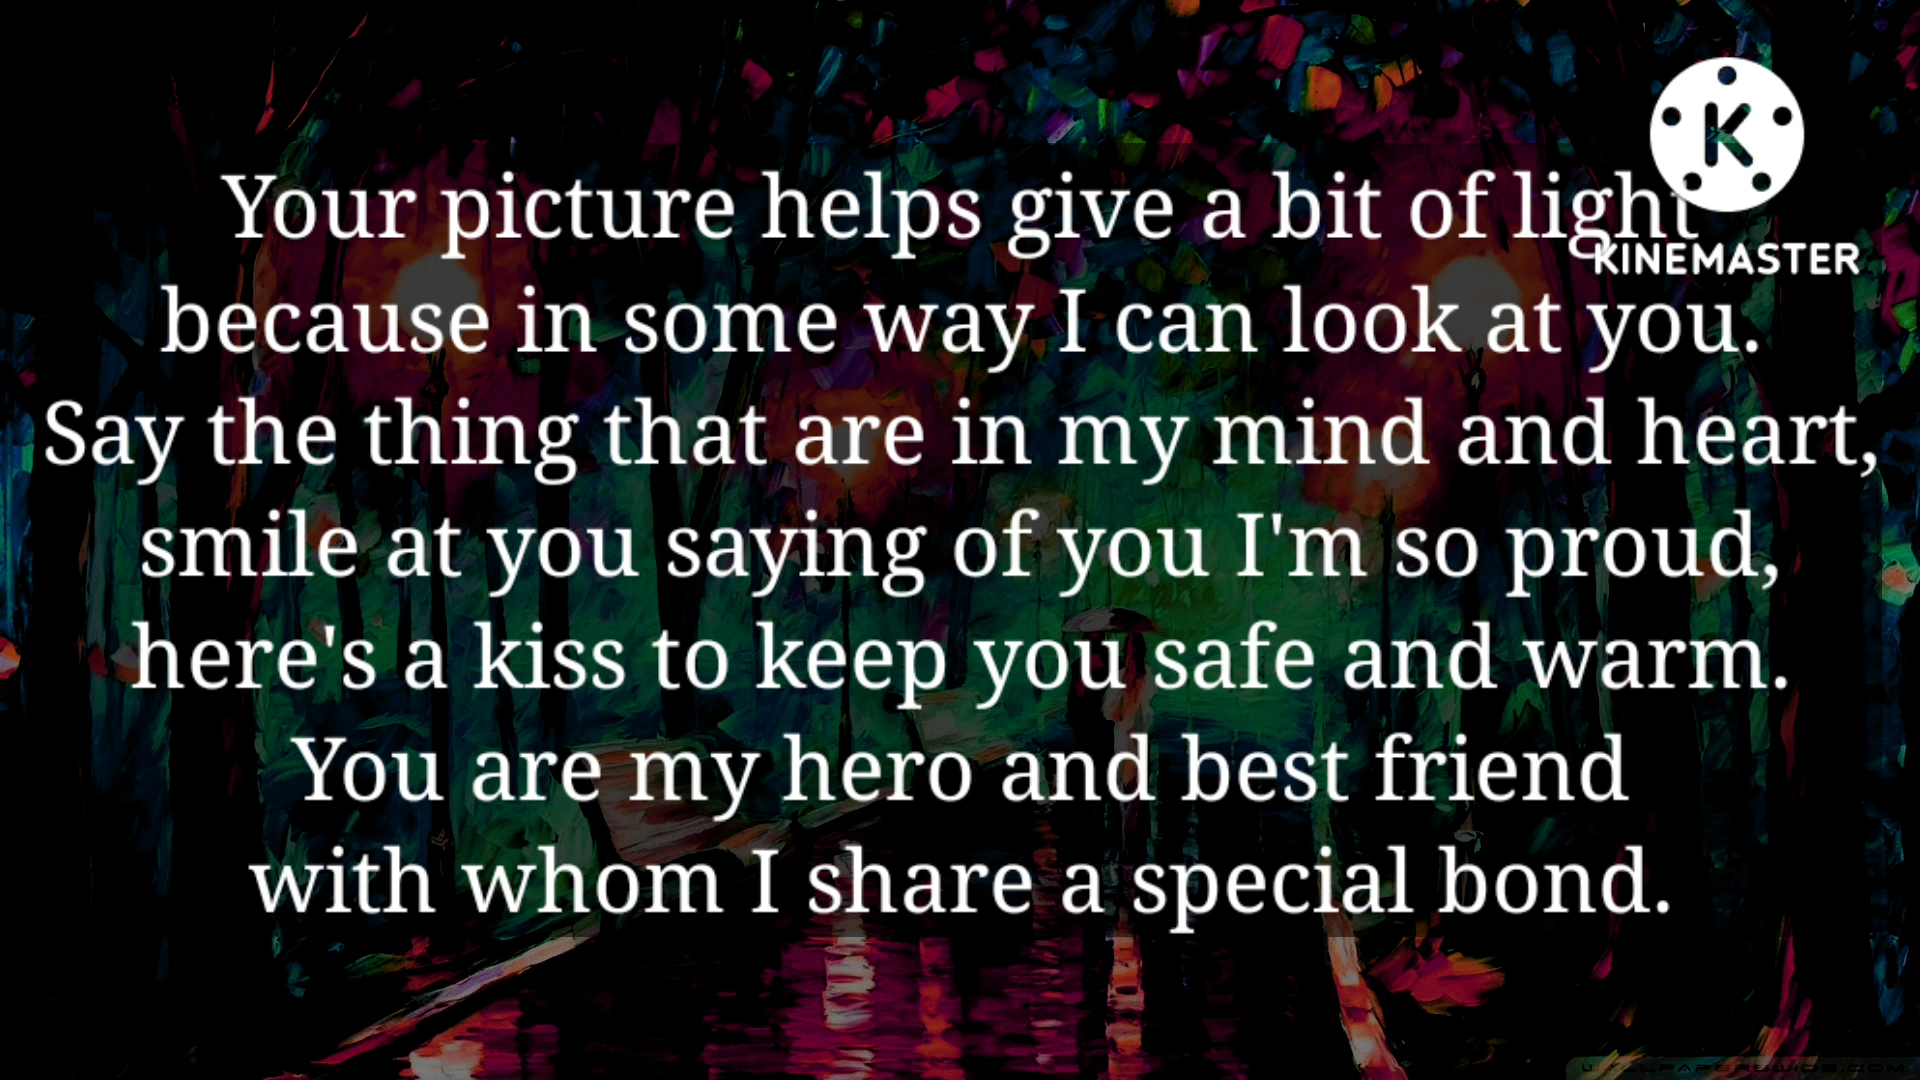 Your picture helps give a bit of light
because in some way I can look at you.
Say the thing that are in my mind and heart,
smile at you saying of you I'm so proud,
here's a kiss to keep you safe and warm.
You are my hero and best friend
with whom I share a special bond.
K
KINEMASTER